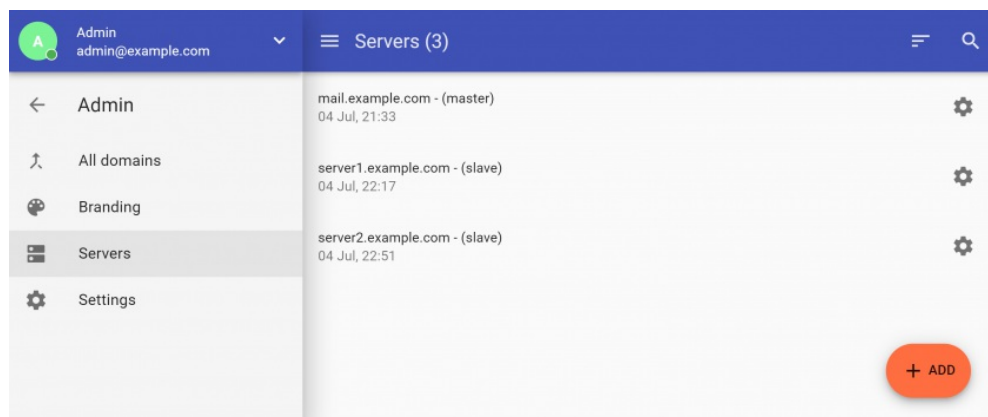 A
Admin
admin@example.com
Servers (3)
Admin
All domains
Branding
Servers
Settings
mail.example.com - (master)
04 Jul, 21:33
server1.example.com - (slave)
04 Jul, 22:17
server2.example.com - (slave)
04 Jul, 22:51
+ ADD